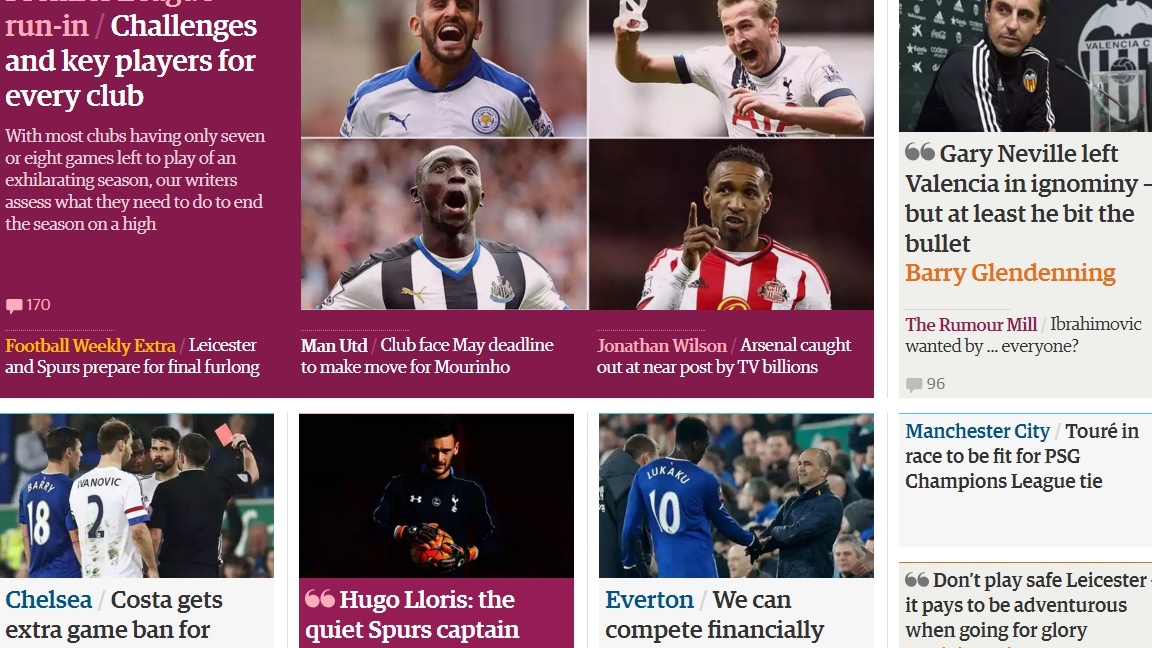 run-in / Challenges
and key players for
every club
With most clubs having only seven
or eight games left to play of an
exhilarating season, our writers
assess what they need to do to end
the season on a high
170
Football Weekly Extra / Leicester
and Spurs prepare for final furlong
Man Utd / Club face May deadline
to make move for Mourinho
Jonathan Wilson / Arsenal caught
out at near post by TV billions
VALENCIA C.
Gary Neville left
Valencia in ignominy –
but at least he bit the
bullet
Barry Glendenning
The Rumour Mill / Ibrahimovic
wanted by ... everyone?
96
BARRY
18
IVANOVIC
2
Chelsea / Costa gets
extra game ban for
Hugo Lloris: the
quiet Spurs captain
LUKAKU
10
Everton / We can
compete financially
Manchester City / Touré in
race to be fit for PSG
Champions League tie
Don't play safe Leicester
it pays to be adventurous
when going for glory